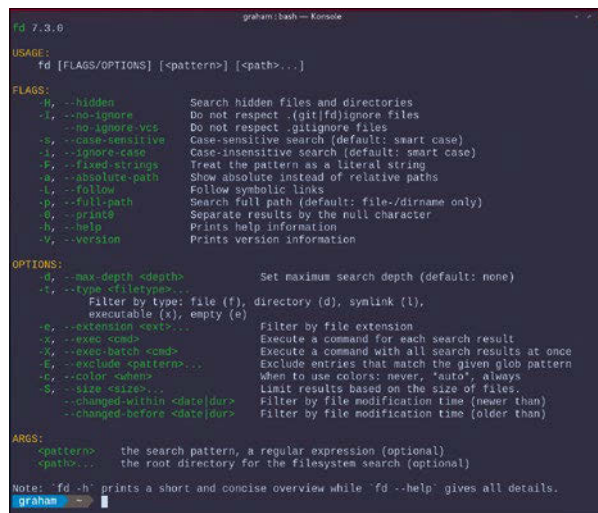 graham : bash — Konsole
fd 7.3.0
USAGE:
fd [FLAGS/OPTIONS] [<pattern>] [<path>...]
FLAGS:
-H, --hidden Search hidden files and directories
-I, --no-ignore Do not respect .(git|fd)ignore files
--no-ignore-vcs Do not respect .gitignore files
-s, --case-sensitive Case-sensitive search (default: smart case)
-i, --ignore-case Case-insensitive search (default: smart case)
-F, --fixed-strings Treat the pattern as a literal string
-a, --absolute-path Show absolute instead of relative paths
-L, --follow Follow symbolic links
-p, --full-path Search full path (default: file-/dirname only)
-0, --print0 Separate results by the null character
-h, --help Prints help information
-V, --version Prints version information
OPTIONS:
-d, --max-depth <depth> Set maximum search depth (default: none)
-t, --type <filetype>...
Filter by type: file (f), directory (d), symlink (l),
executable (x), empty (e)
-e, --extension <ext>... Filter by file extension
-x, --exec <cmd> Execute a command for each search result
-X, --exec-batch <cmd> Execute a command with all search results at once
-E, --exclude <pattern>... Exclude entries that match the given glob pattern
-c, --color <when> When to use colors: never, *auto*, always
-S, --size <size>... Limit results based on the size of files.
--changed-within <date|dur> Filter by file modification time (newer than)
--changed-before <date|dur> Filter by file modification time (older than)
ARGS:
<pattern> the search pattern, a regular expression (optional)
<path>... the root directory for the filesystem search (optional)
Note: `fd -h` prints a short and concise overview while `fd --help` gives all details.
graham ~